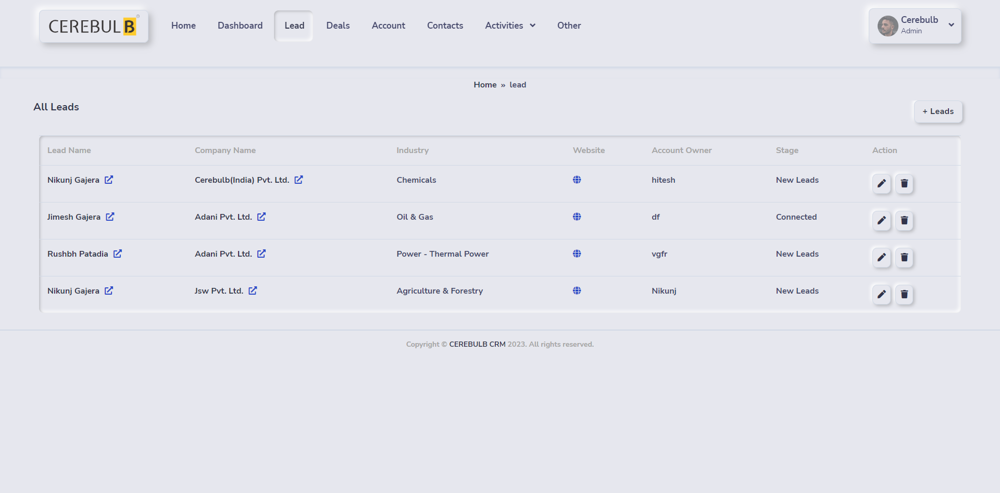 CEREBULB®
Home Dashboard Lead Deals Account Contacts Activities Other
Cerebulb
Admin
Home » lead
All Leads
+ Leads
Lead Name Company Name Industry Website Account Owner Stage Action
Nikunj Gajera Cerebulb(India) Pvt. Ltd. Chemicals hitesh New Leads
Jimesh Gajera Adani Pvt. Ltd. Oil & Gas df Connected
Rushbh Patadia Adani Pvt. Ltd. Power - Thermal Power vgfr New Leads
Nikunj Gajera Jsw Pvt. Ltd. Agriculture & Forestry Nikunj New Leads
Copyright © CEREBULB CRM 2023. All rights reserved.